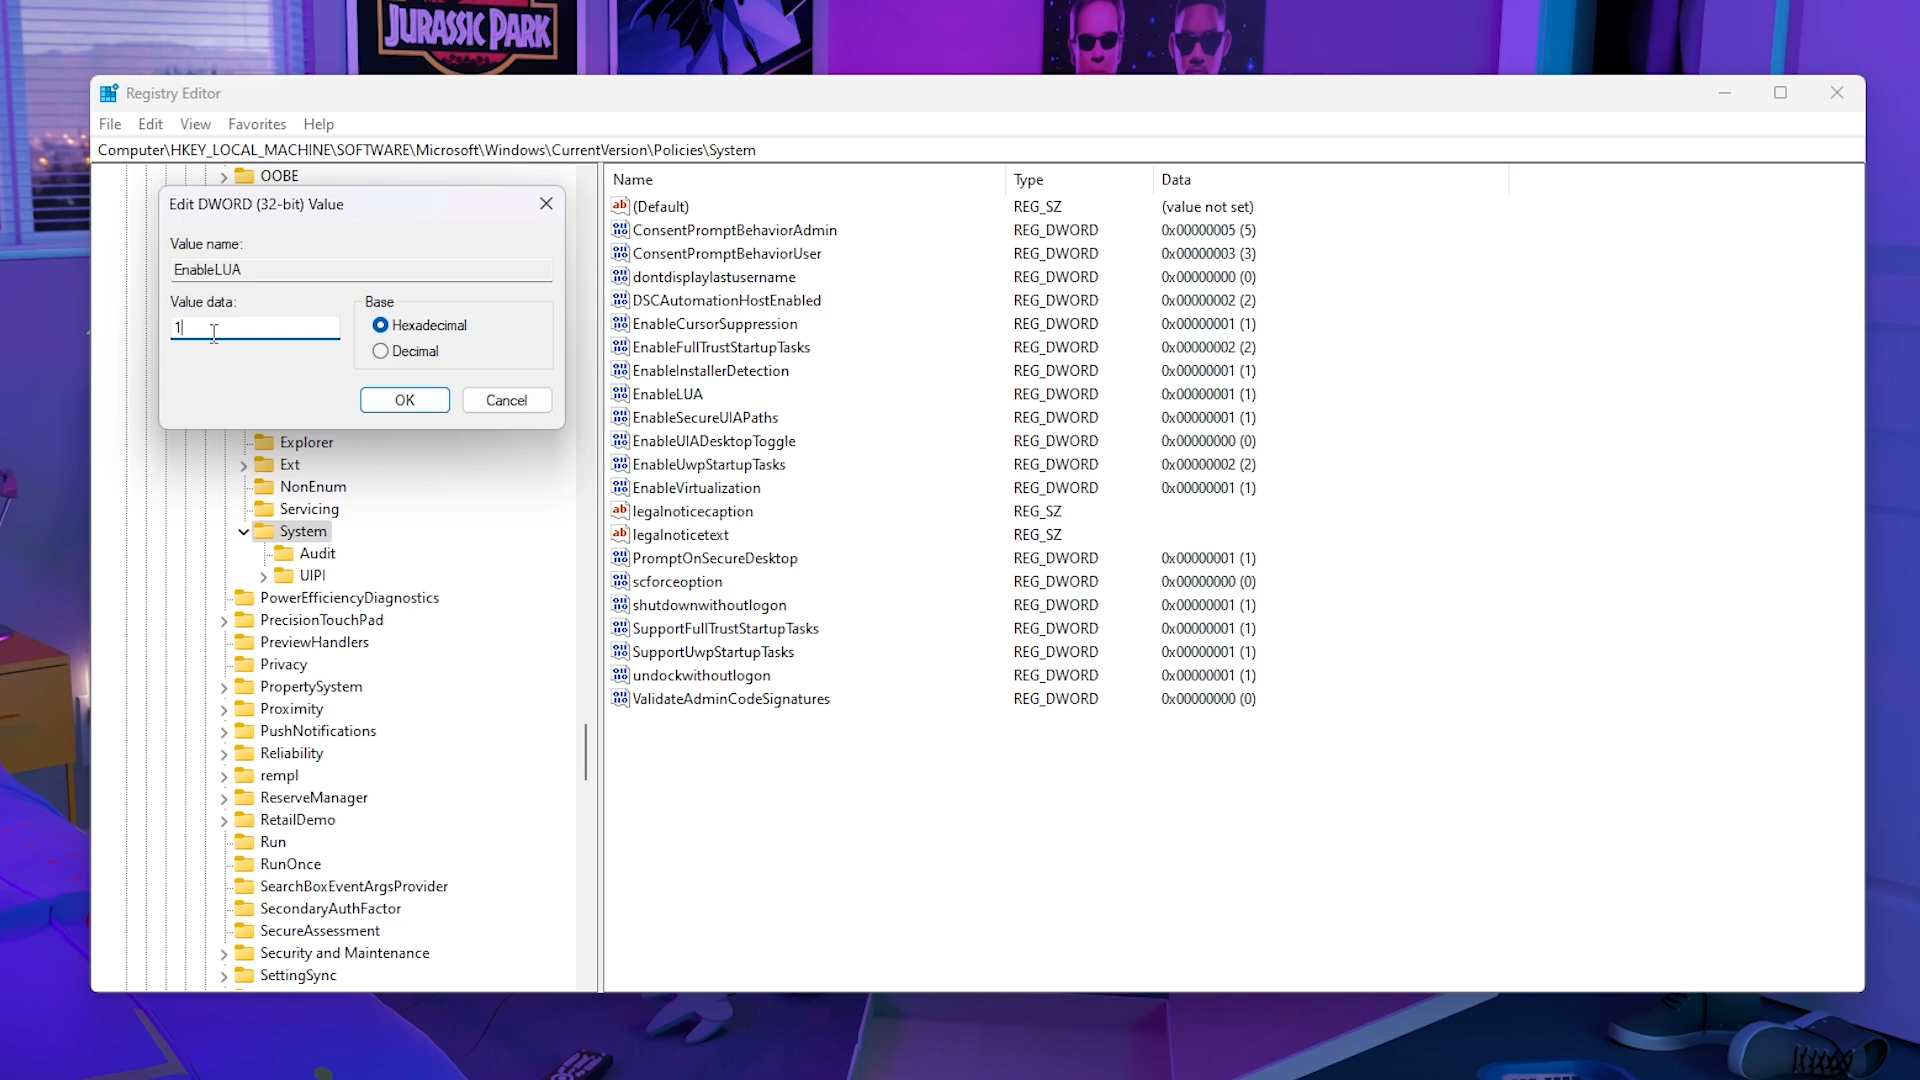 JURASSIC PARK
Registry Editor
File Edit View Favorites Help
Computer\HKEY_LOCAL_MACHINE\SOFTWARE\Microsoft\Windows\CurrentVersion\Policies\System
OOBE
Edit DWORD (32-bit) Value
Value name:
EnableLUA
Value data:
1
Base
Hexadecimal
Decimal
OK Cancel
Explorer
Ext
NonEnum
Servicing
System
Audit
UIPI
PowerEfficiencyDiagnostics
PrecisionTouchPad
PreviewHandlers
Privacy
PropertySystem
Proximity
PushNotifications
Reliability
rempl
ReserveManager
RetailDemo
Run
RunOnce
SearchBoxEventArgsProvider
SecondaryAuthFactor
SecureAssessment
Security and Maintenance
SettingSync
Name Type Data
(Default) REG_SZ (value not set)
ConsentPromptBehaviorAdmin REG_DWORD 0x00000005 (5)
ConsentPromptBehaviorUser REG_DWORD 0x00000003 (3)
dontdisplaylastusername REG_DWORD 0x00000000 (0)
DSCAutomationHostEnabled REG_DWORD 0x00000002 (2)
EnableCursorSuppression REG_DWORD 0x00000001 (1)
EnableFullTrustStartupTasks REG_DWORD 0x00000002 (2)
EnableInstallerDetection REG_DWORD 0x00000001 (1)
EnableLUA REG_DWORD 0x00000001 (1)
EnableSecureUIAPaths REG_DWORD 0x00000001 (1)
EnableUIADesktopToggle REG_DWORD 0x00000000 (0)
EnableUwpStartupTasks REG_DWORD 0x00000002 (2)
EnableVirtualization REG_DWORD 0x00000001 (1)
legalnoticecaption REG_SZ
legalnoticetext REG_SZ
PromptOnSecureDesktop REG_DWORD 0x00000001 (1)
scforceoption REG_DWORD 0x00000000 (0)
shutdownwithoutlogon REG_DWORD 0x00000001 (1)
SupportFullTrustStartupTasks REG_DWORD 0x00000001 (1)
SupportUwpStartupTasks REG_DWORD 0x00000001 (1)
undockwithoutlogon REG_DWORD 0x00000001 (1)
ValidateAdminCodeSignatures REG_DWORD 0x00000000 (0)